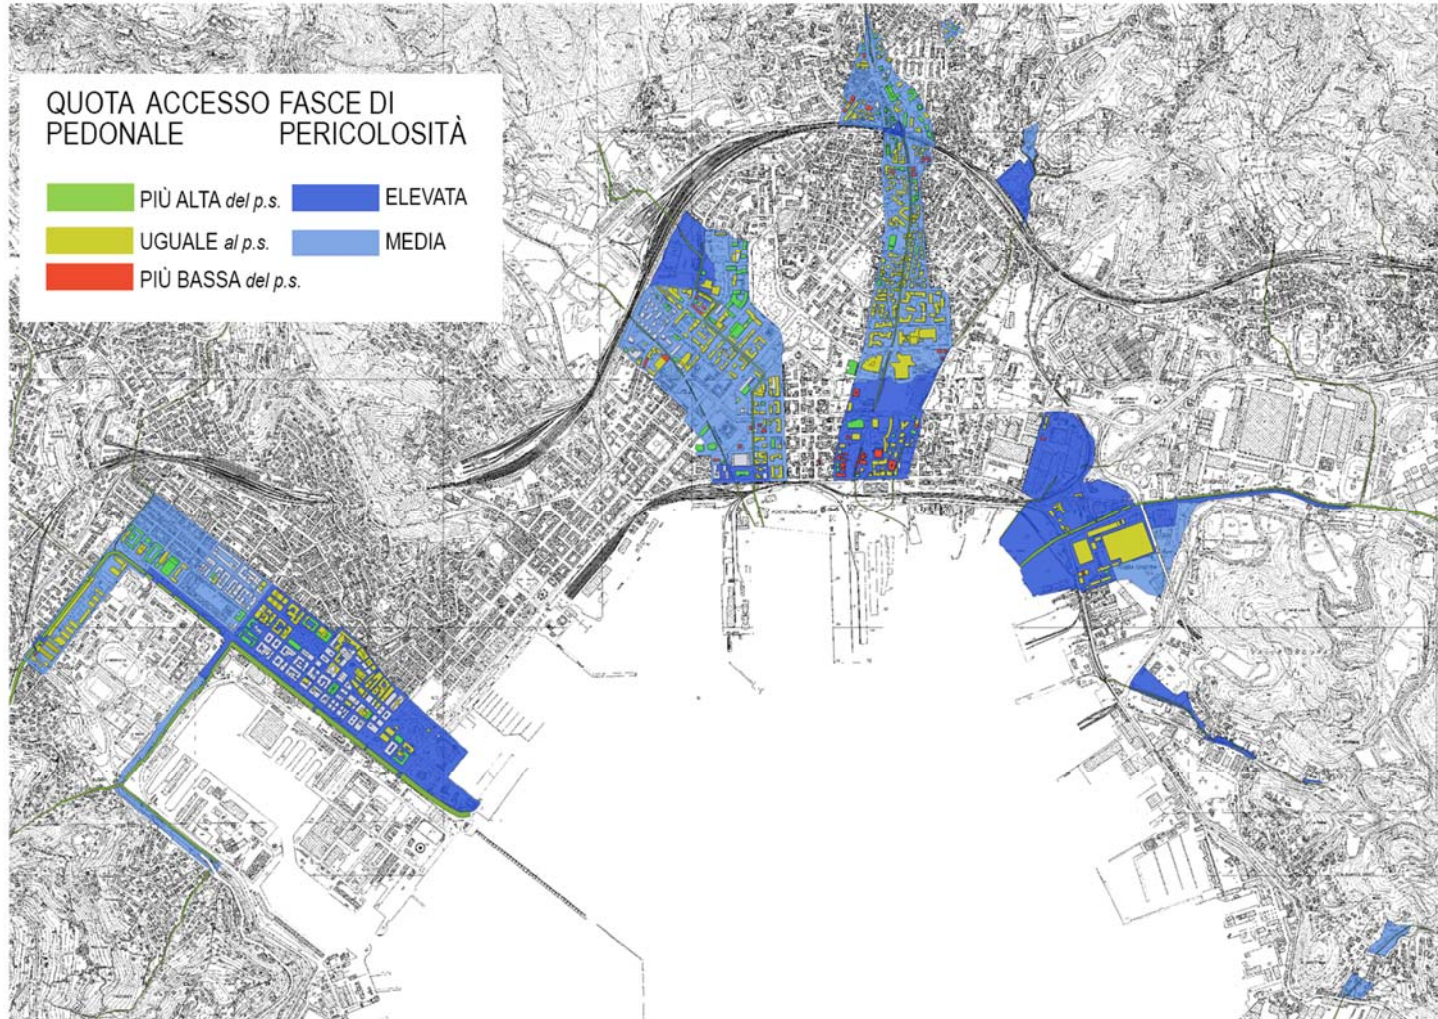 QUOTA ACCESSO
PEDONALE
FASCE DI
PERICOLOSITÀ
PIÙ ALTA del p.s.
ELEVATA
UGUALE al p.s.
MEDIA
PIÙ BASSA del p.s.